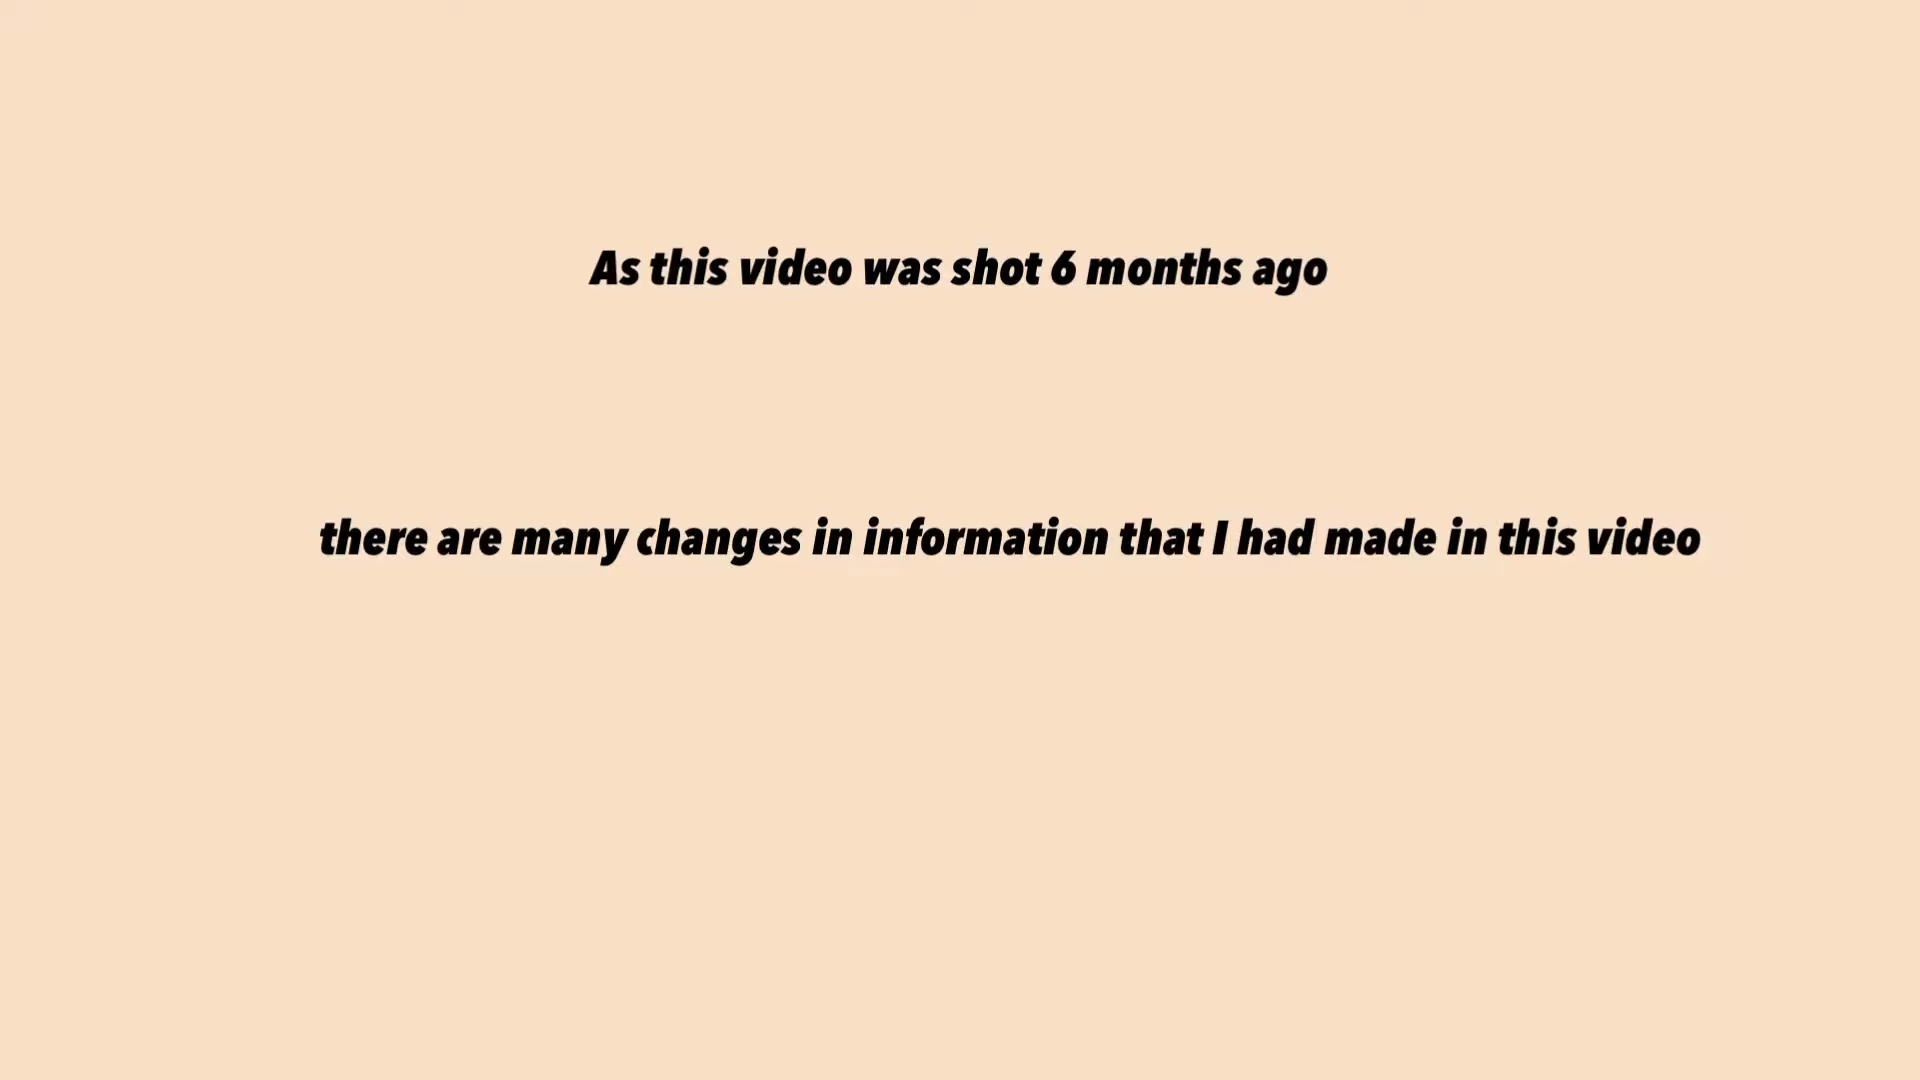 As this video was shot 6 months ago
there are many changes in information that I had made in this video